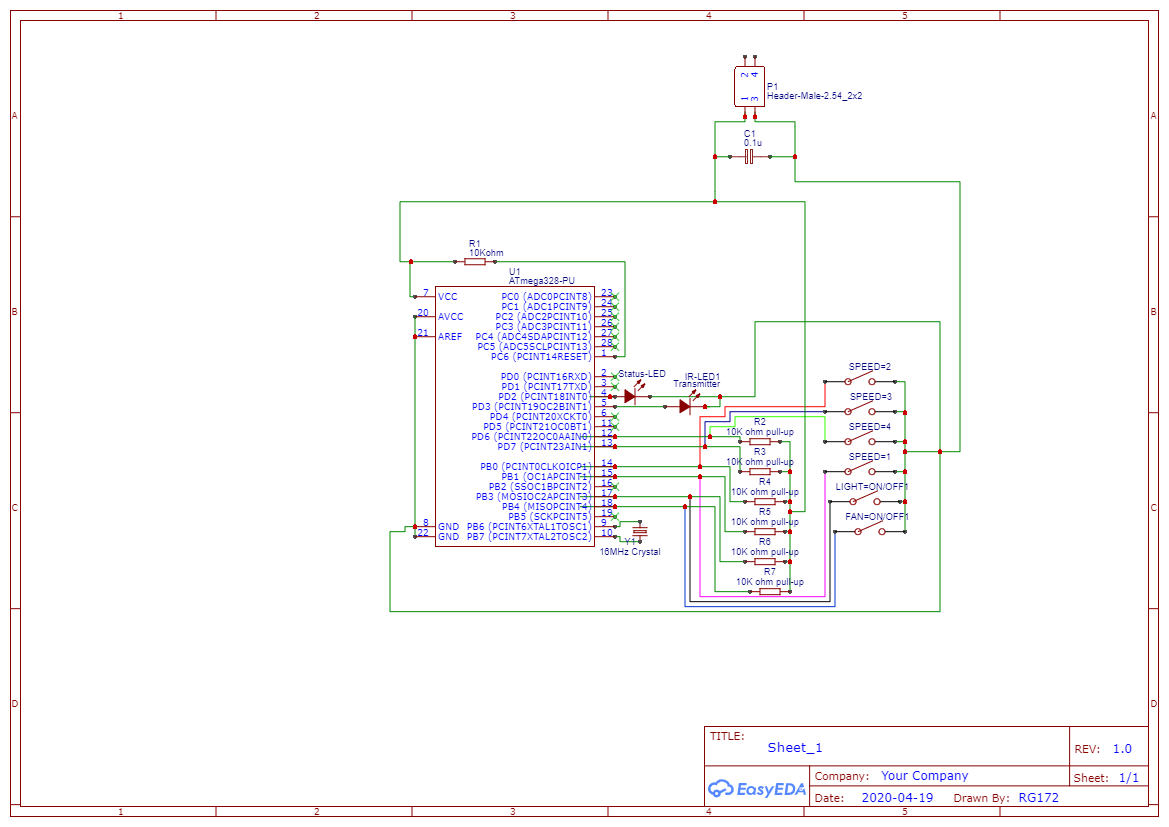 1 2 3 4 5
A A
B B
C C
D D
2 4
1 3
P1
Header-Male-2.54_2x2
C1
0.1u
R1
10Kohm
U1
ATmega328-PU
7 VCC
20 AVCC
21 AREF
8 GND
22 GND
PC0 (ADC0PCINT8) 23
PC1 (ADC1PCINT9) 24
PC2 (ADC2PCINT10) 25
PC3 (ADC3PCINT11) 26
PC4 (ADC4SDAPCINT12) 27
PC5 (ADC5SCLPCINT13) 28
PC6 (PCINT14RESET) 1
PD0 (PCINT16RXD) 2
PD1 (PCINT17TXD) 3
PD2 (PCINT18INT0) 4
PD3 (PCINT19OC2BINT1) 5
PD4 (PCINT20XCKT0) 6
PD5 (PCINT21OC0BT1) 11
PD6 (PCINT22OC0AAIN0) 12
PD7 (PCINT23AIN1) 13
PB0 (PCINT0CLKOICP1) 14
PB1 (OC1APCINT1) 15
PB2 (SSOC1BPCINT2) 16
PB3 (MOSIOC2APCINT3) 17
PB4 (MISOPCINT4) 18
PB5 (SCKPCINT5) 19
PB6 (PCINT6XTAL1TOSC1) 9
PB7 (PCINT7XTAL2TOSC2) 10
Status-LED
IR-LED1
Transmitter
Y1
16MHz Crystal
R2
10K ohm pull-up
R3
10K ohm pull-up
R4
10K ohm pull-up
R5
10K ohm pull-up
R6
10K ohm pull-up
R7
10K ohm pull-up
SPEED=2
SPEED=3
SPEED=4
SPEED=1
LIGHT=ON/OFF1
FAN=ON/OFF1
TITLE:
Sheet_1
REV: 1.0
EasyEDA
Company: Your Company
Sheet: 1/1
Date: 2020-04-19 Drawn By: RG172
1 2 3 4 5